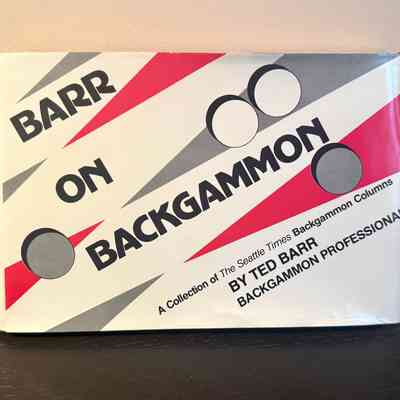 BARR
ON
BACKGAMMON
A Collection of The Seattle Times Backgammon Columns
BY TED BARR
BACKGAMMON PROFESSIONAL